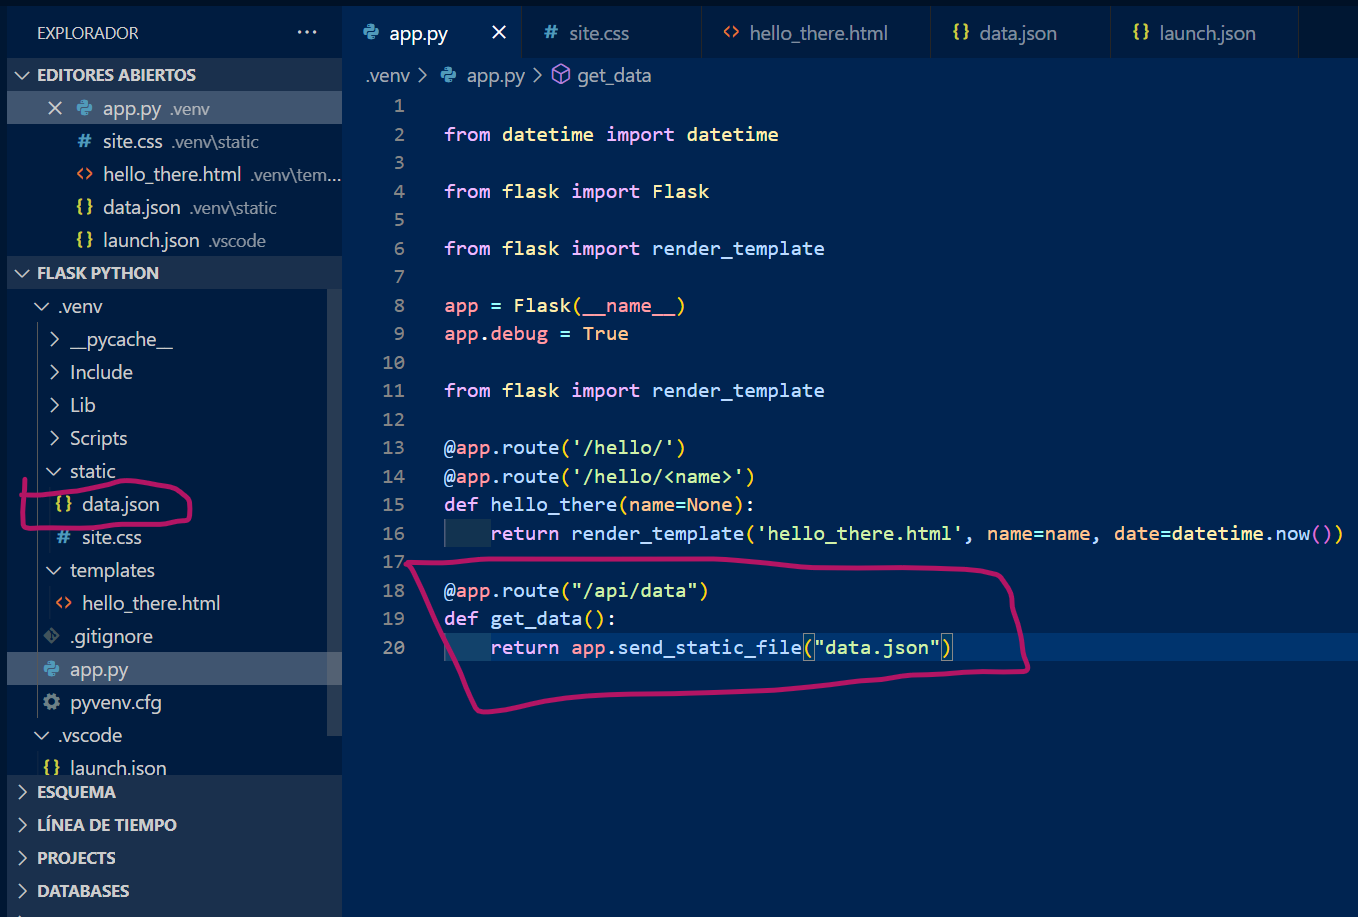 EXPLORADOR ···
EDITORES ABIERTOS
app.py .venv
# site.css .venv\static
<> hello_there.html .venv\tem...
{} data.json .venv\static
{} launch.json .vscode
FLASK PYTHON
.venv
__pycache__
Include
Lib
Scripts
static
{} data.json
# site.css
templates
<> hello_there.html
.gitignore
app.py
pyvenv.cfg
.vscode
{} launch.json
ESQUEMA
LÍNEA DE TIEMPO
PROJECTS
DATABASES
app.py # site.css <> hello_there.html {} data.json {} launch.json
.venv > app.py > get_data
1
2 from datetime import datetime
3
4 from flask import Flask
5
6 from flask import render_template
7
8 app = Flask(__name__)
9 app.debug = True
10
11 from flask import render_template
12
13 @app.route('/hello/')
14 @app.route('/hello/<name>')
15 def hello_there(name=None):
16 return render_template('hello_there.html', name=name, date=datetime.now())
17
18 @app.route("/api/data")
19 def get_data():
20 return app.send_static_file("data.json")